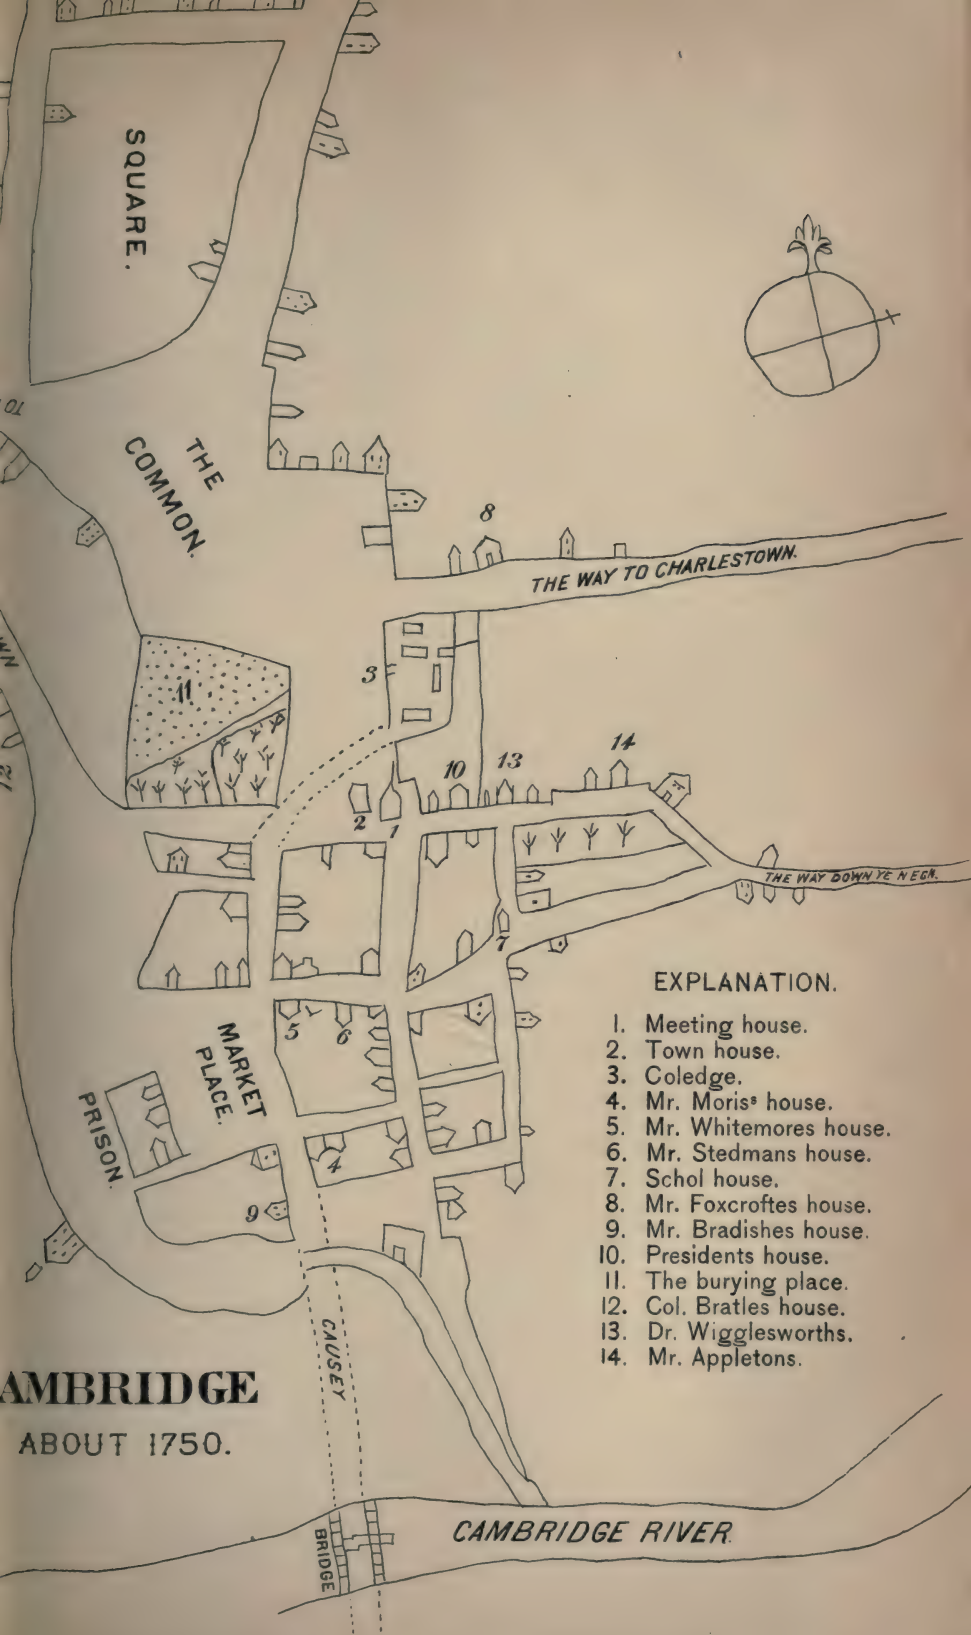 SQUARE.
TO
THE
COMMON.
8
THE WAY TO CHARLESTOWN.
WN
3
11
12
14
13
10
2
1
THE WAY DOWN YE NECK.
7
EXPLANATION.
1. Meeting house.
2. Town house.
3. Coledge.
4. Mr. Moris⁠ˢ house.
5. Mr. Whitemores house.
6. Mr. Stedmans house.
7. Schol house.
8. Mr. Foxcroftes house.
9. Mr. Bradishes house.
10. Presidents house.
11. The burying place.
12. Col. Bratles house.
13. Dr. Wigglesworths.
14. Mr. Appletons.
5
6
MARKET
PLACE.
PRISON.
4
9
CAUSEY
AMBRIDGE
ABOUT 1750.
BRIDGE
CAMBRIDGE RIVER.